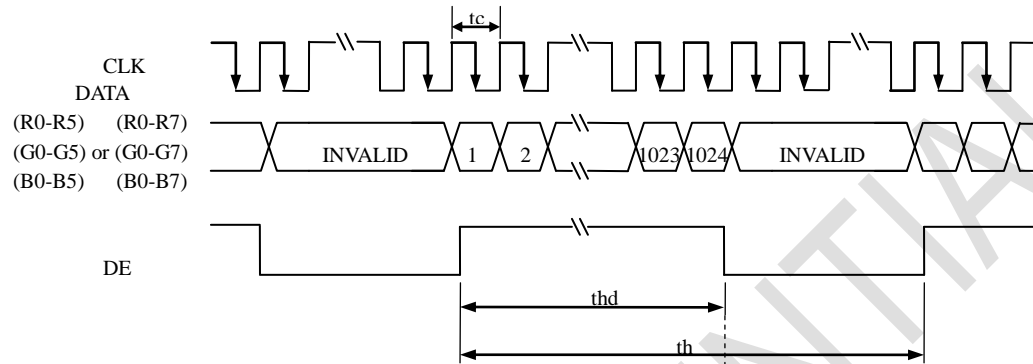 tc
CLK
DATA
(R0-R5) (R0-R7)
(G0-G5) or (G0-G7)
(B0-B5) (B0-B7)
INVALID 1 2 1023 1024 INVALID
DE
thd
th
NTIAL